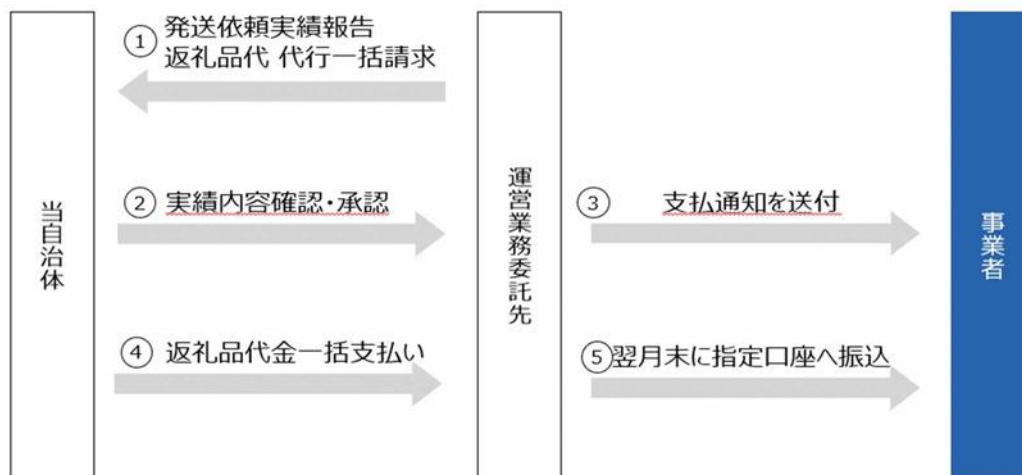 当自治体
①
発送依頼実績報告
返礼品代 代行一括請求
② 実績内容確認・承認
④ 返礼品代金一括支払い
運営業務委託先
③ 支払通知を送付
⑤翌月末に指定口座へ振込
事業者